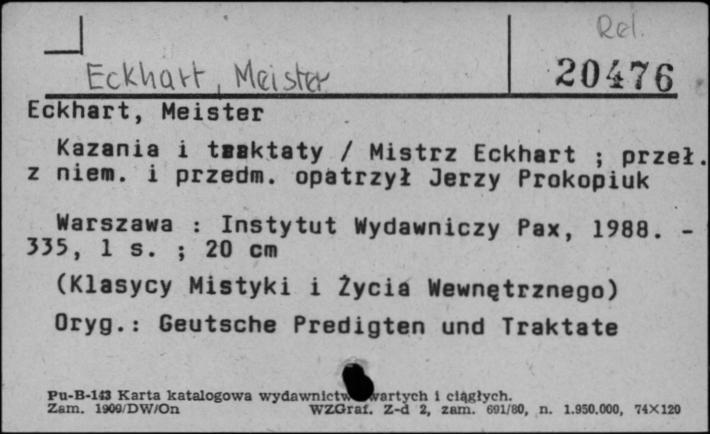 Rel.
Eckhart, Meister 20476
Eckhart, Meister
Kazania i traktaty / Mistrz Eckhart ; przeł.
z niem. i przedm. opatrzył Jerzy Prokopiuk
Warszawa : Instytut Wydawniczy Pax, 1988. -
335, 1 s. ; 20 cm
(Klasycy Mistyki i Życia Wewnętrznego)
Oryg.: Geutsche Predigten und Traktate
Pu-B-143 Karta katalogowa wydawnictw zwartych i ciągłych.
Zam. 1909/DW/On WZGraf. Z-d 2, zam. 691/80, n. 1.950.000, 74×120